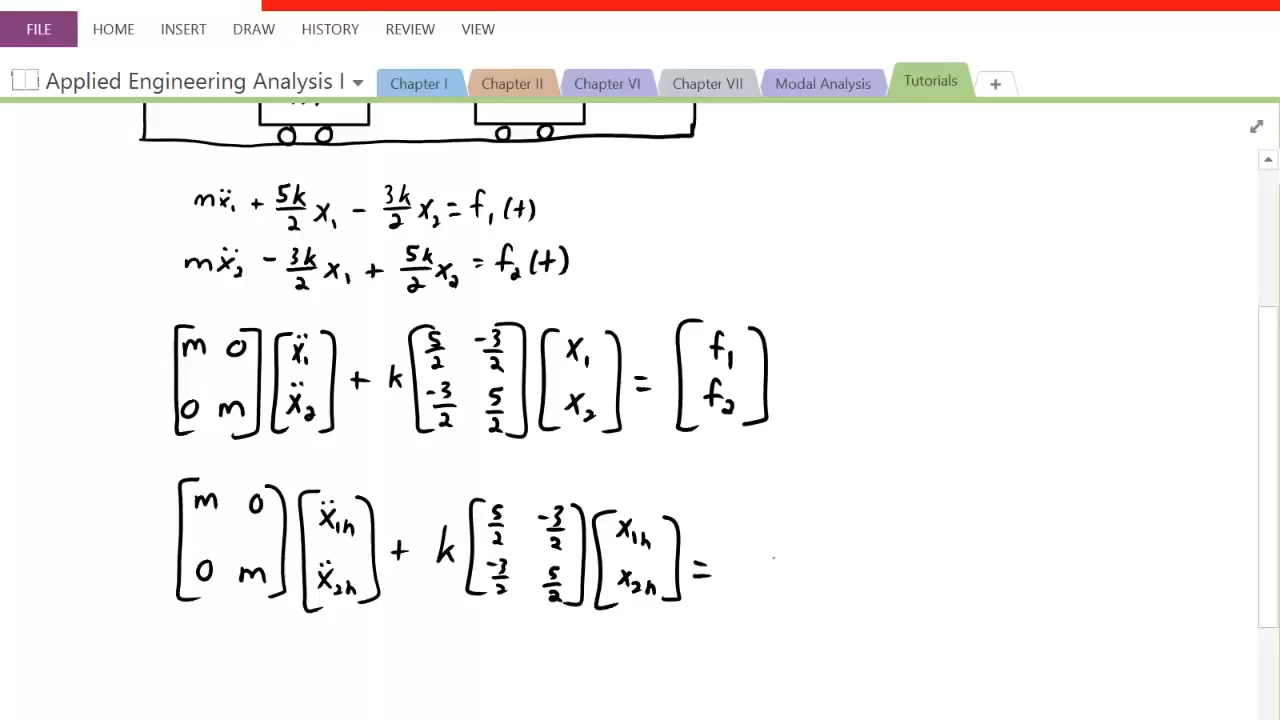 FILE HOME INSERT DRAW HISTORY REVIEW VIEW
Applied Engineering Analysis I Chapter I Chapter II Chapter VI Chapter VII Modal Analysis Tutorials +
mẍ₁ + 5k/2 x₁ - 3k/2 x₂ = f₁(t)
mẍ₂ - 3k/2 x₁ + 5k/2 x₂ = f₂(t)
[m 0; 0 m] [ẍ₁; ẍ₂] + k [5/2 -3/2; -3/2 5/2] [x₁; x₂] = [f₁; f₂]
[m 0; 0 m] [ẍ₁ₕ; ẍ₂ₕ] + k [5/2 -3/2; -3/2 5/2] [x₁ₕ; x₂ₕ] =